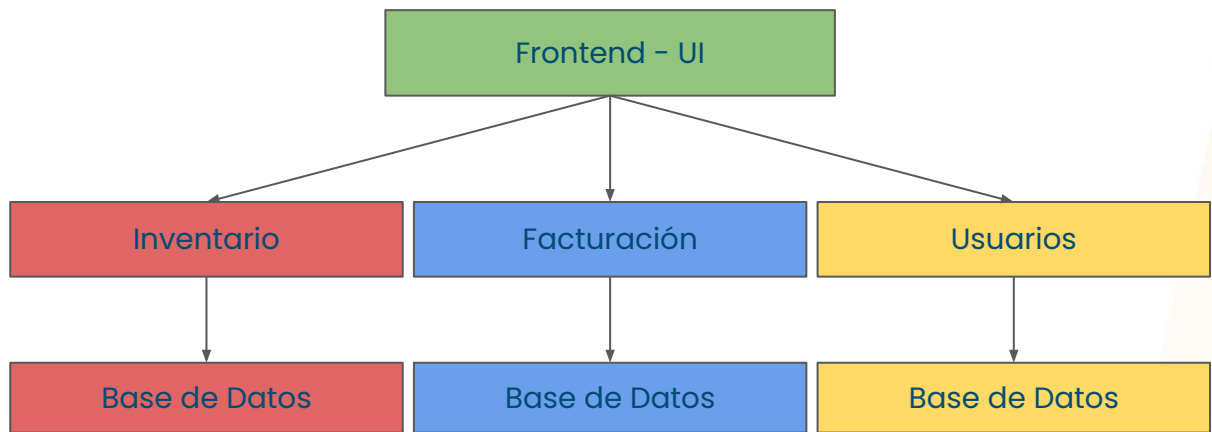 Frontend - UI
Inventario
Facturación
Usuarios
Base de Datos
Base de Datos
Base de Datos